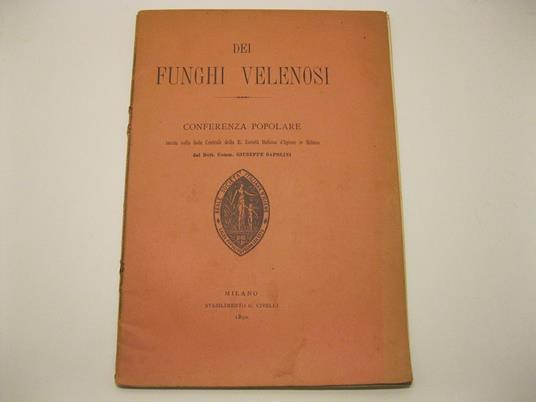 DEI
FUNGHI VELENOSI
CONFERENZA POPOLARE
tenuta nella Sede Centrale della R. Società Italiana d'Igiene in Milano
dal Dott. Comm. GIUSEPPE SAPOLINI
MILANO
STABILIMENTO G. CIVELLI
1890